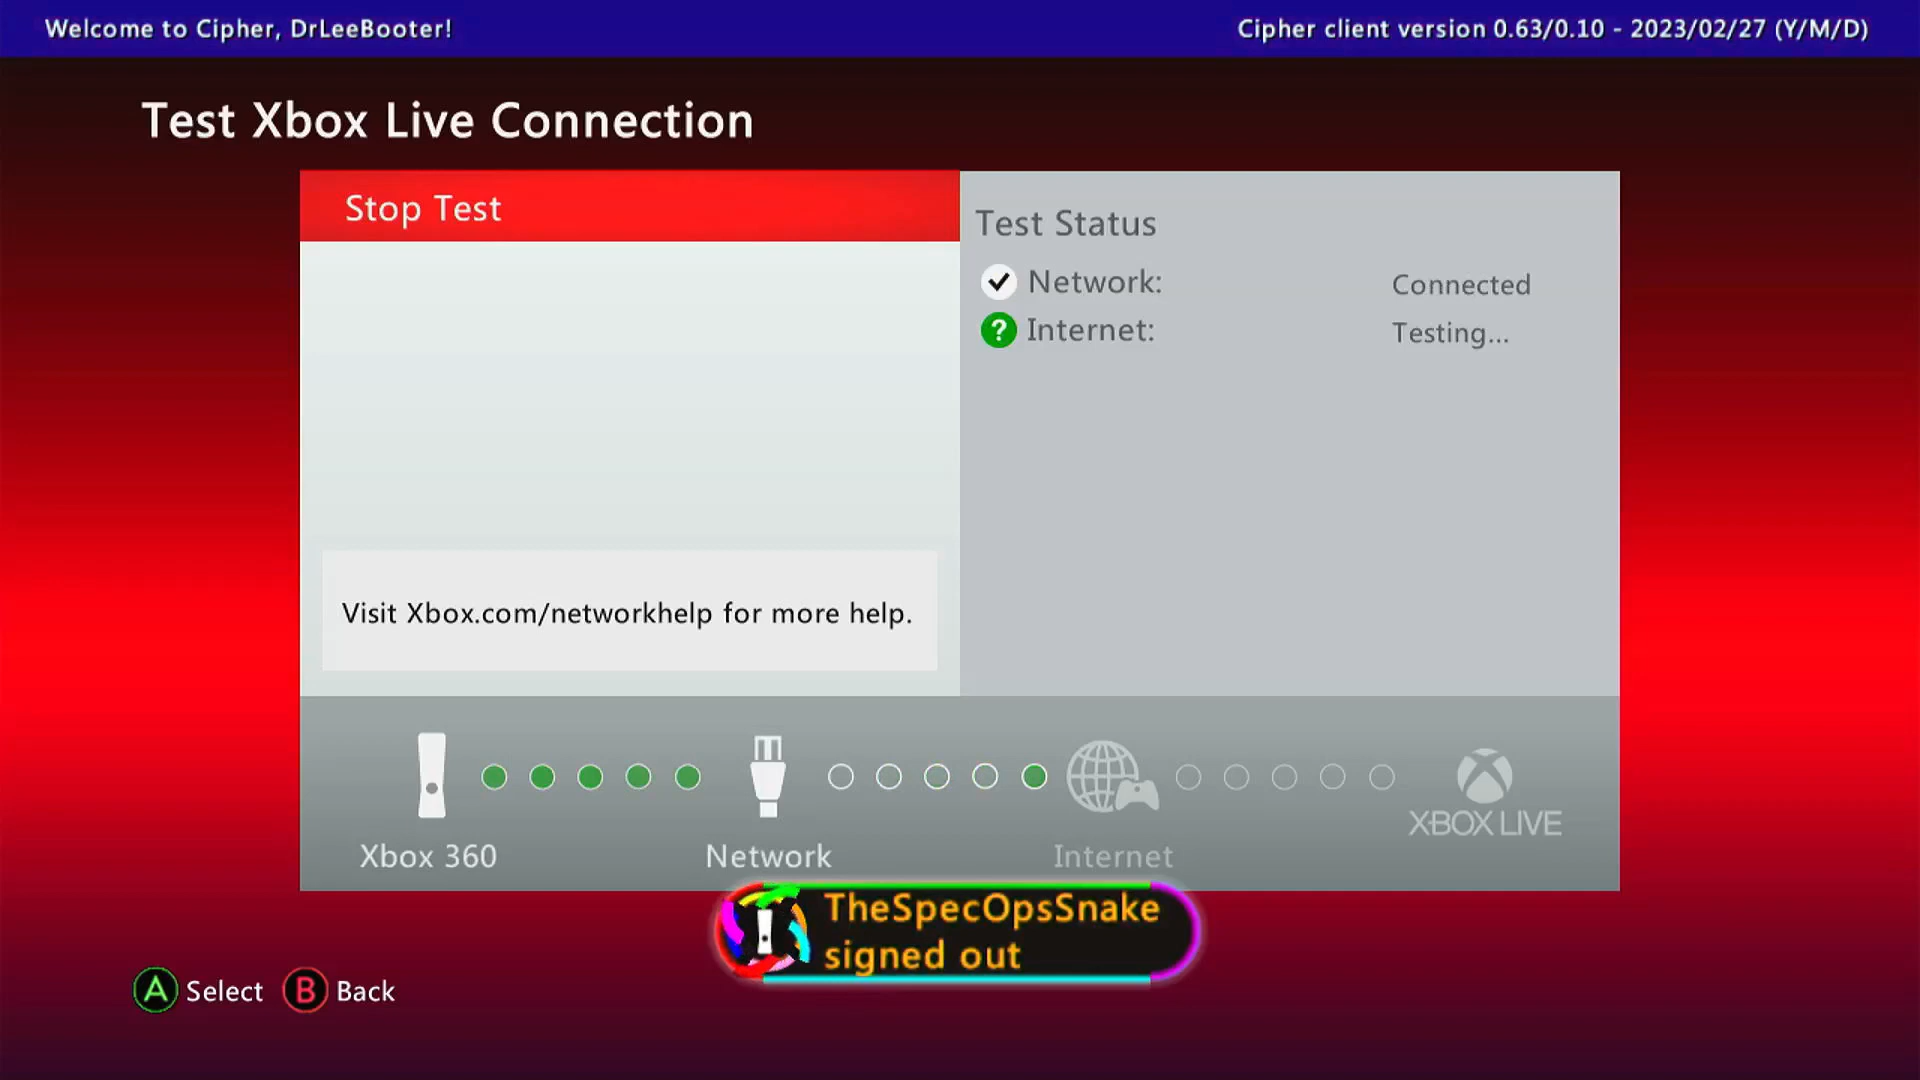 Welcome to Cipher, DrLeeBooter!
Cipher client version 0.63/0.10 - 2023/02/27 (Y/M/D)
Test Xbox Live Connection
Stop Test
Test Status
Network: Connected
? Internet: Testing...
Visit Xbox.com/networkhelp for more help.
XBOX LIVE
Xbox 360
Network
Internet
TheSpecOpsSnake
signed out
A Select B Back